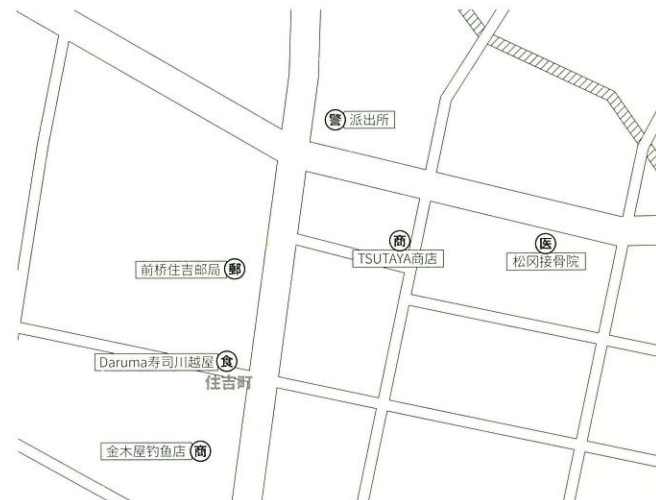 警 派出所
商
TSUTAYA商店
医
松冈接骨院
前桥住吉邮局 郵
Daruma寿司川越屋 食
住吉町
金木屋钓鱼店 商